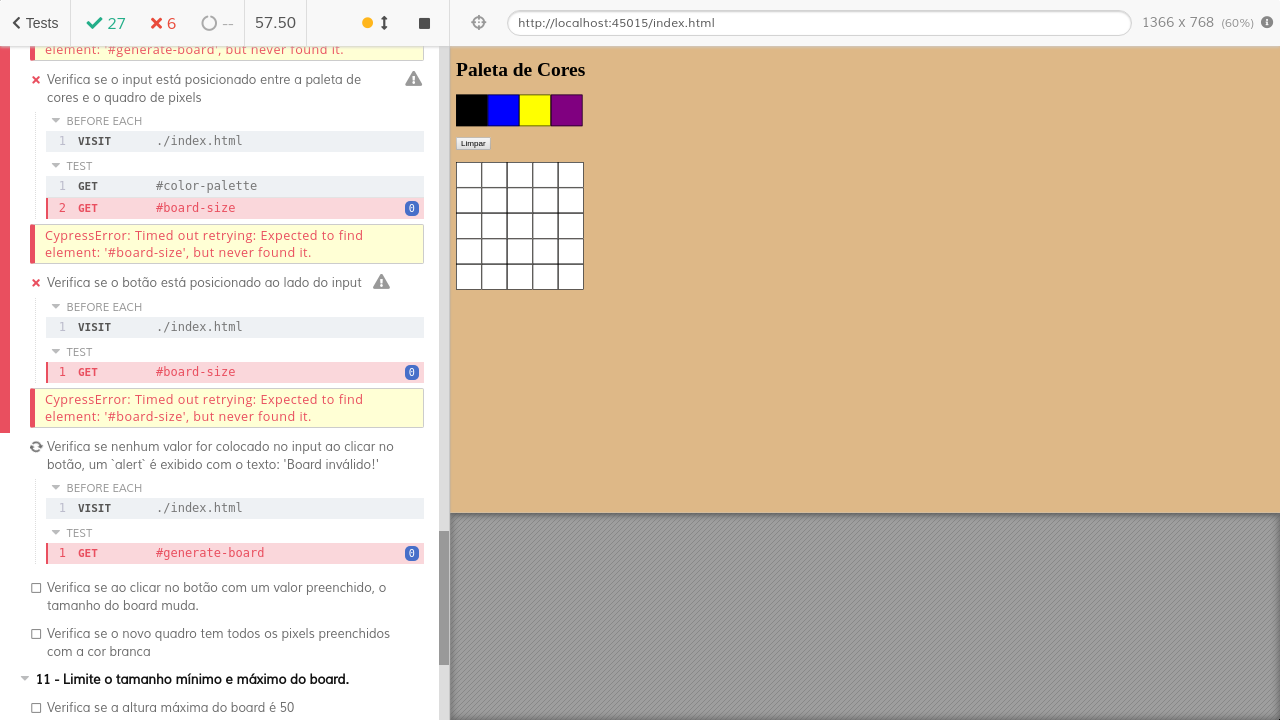 Tests 27 6 -- 57.50 http://localhost:45015/index.html 1366 x 768 (60%)
element: '#generate-board', but never found it.
Verifica se o input está posicionado entre a paleta de
cores e o quadro de pixels
BEFORE EACH
1 VISIT ./index.html
TEST
1 GET #color-palette
2 GET #board-size 0
CypressError: Timed out retrying: Expected to find
element: '#board-size', but never found it.
Verifica se o botão está posicionado ao lado do input
BEFORE EACH
1 VISIT ./index.html
TEST
1 GET #board-size 0
CypressError: Timed out retrying: Expected to find
element: '#board-size', but never found it.
Verifica se nenhum valor for colocado no input ao clicar no
botão, um `alert` é exibido com o texto: 'Board inválido!'
BEFORE EACH
1 VISIT ./index.html
TEST
1 GET #generate-board 0
Verifica se ao clicar no botão com um valor preenchido, o
tamanho do board muda.
Verifica se o novo quadro tem todos os pixels preenchidos
com a cor branca
11 - Limite o tamanho mínimo e máximo do board.
Verifica se a altura máxima do board é 50
Paleta de Cores
Limpar